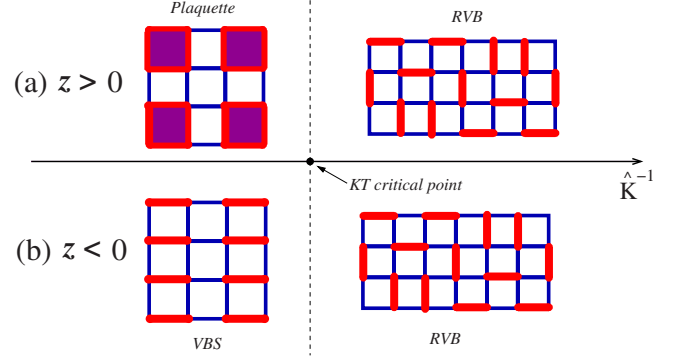 Plaquette
RVB
(a) z > 0
KT critical point
K̂⁻¹
(b) z < 0
VBS
RVB